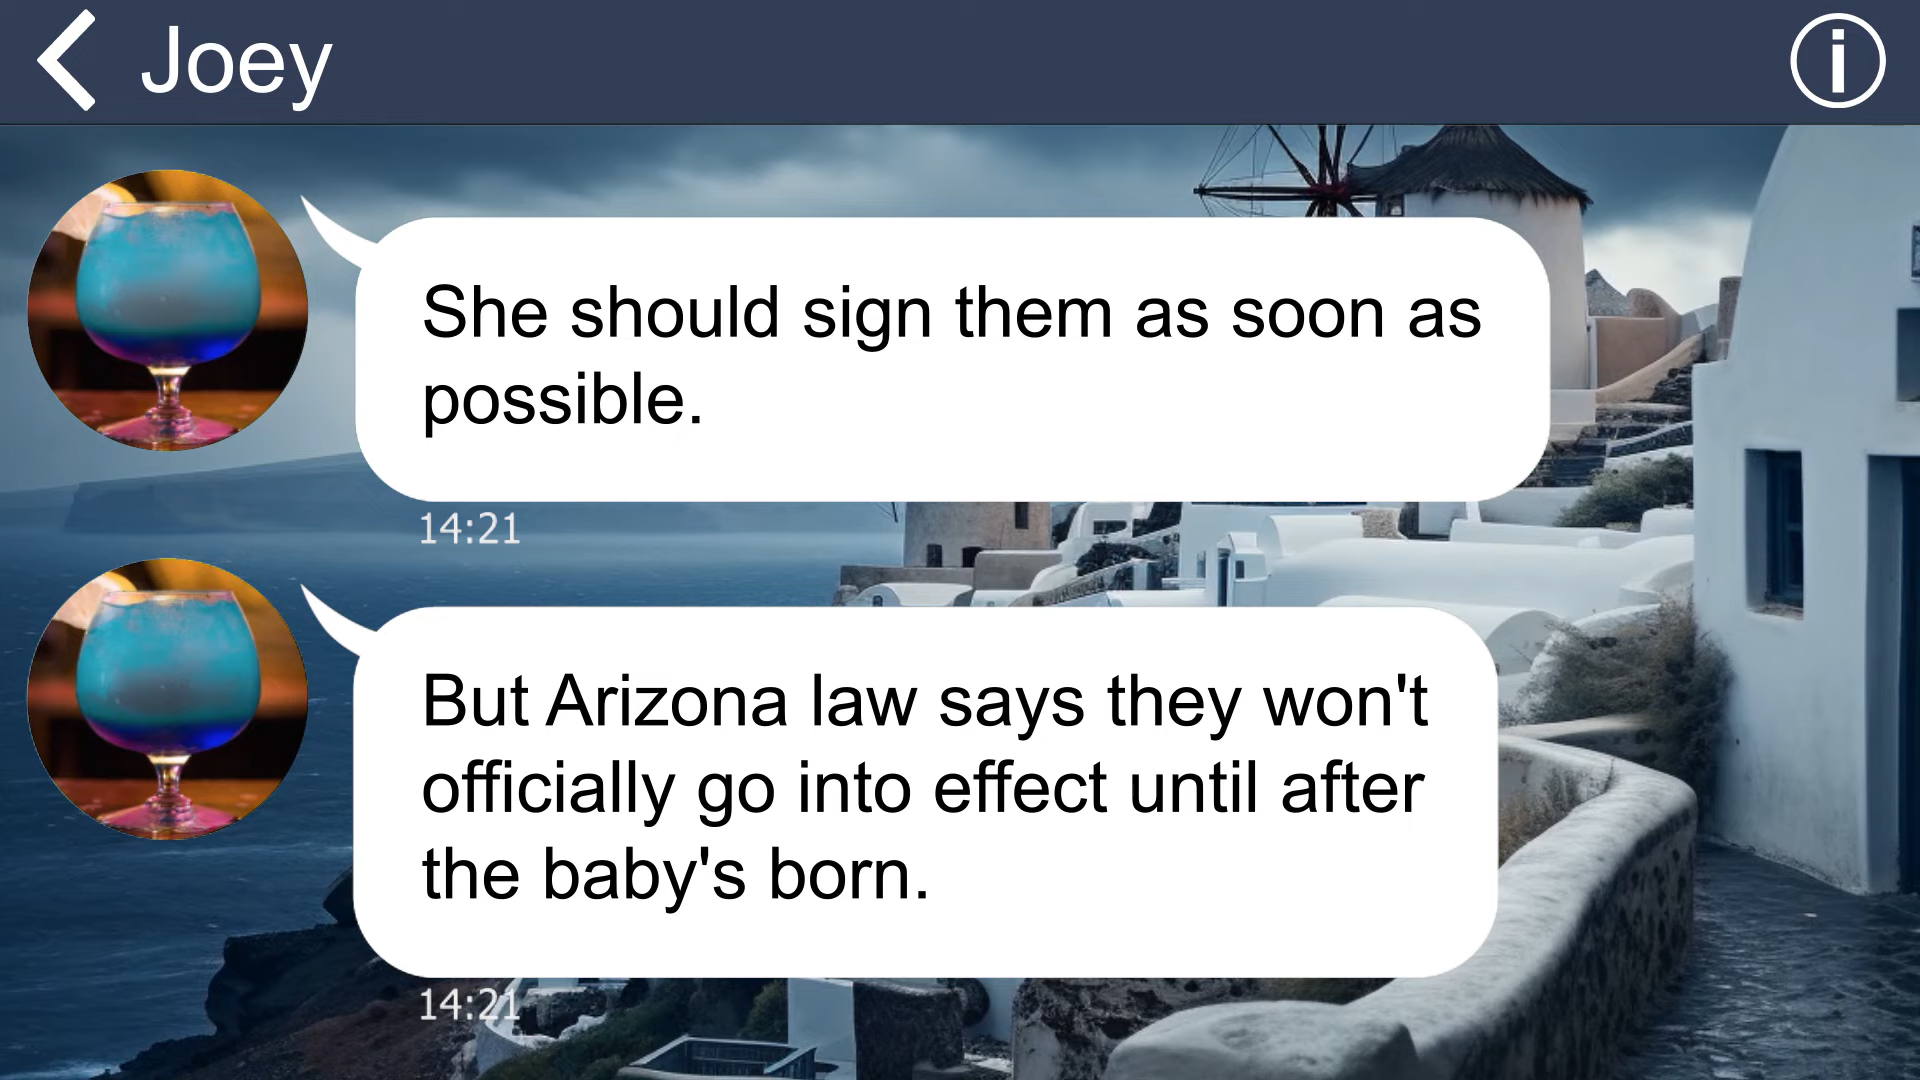 Joey
She should sign them as soon as
possible.
14:21
But Arizona law says they won't
officially go into effect until after
the baby's born.
14:21